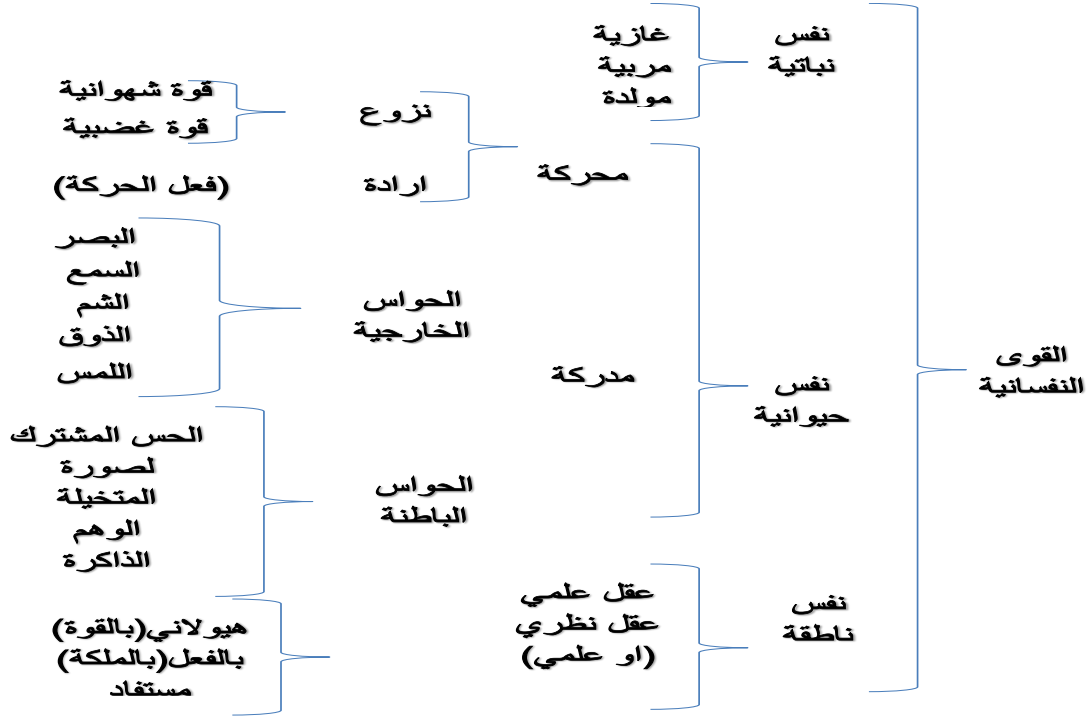 القوى
النفسانية
نفس
نباتية
غازية
مربية
مولدة
نفس
حيوانية
محركة
نزوع
قوة شهوانية
قوة غضبية
ارادة
(فعل الحركة)
مدركة
الحواس
الخارجية
البصر
السمع
الشم
الذوق
اللمس
الحواس
الباطنة
الحس المشترك
لصورة
المتخيلة
الوهم
الذاكرة
نفس
ناطقة
عقل علمي
عقل نظري
(او علمي)
هيولاني(بالقوة)
بالفعل(بالملكة)
مستفاد